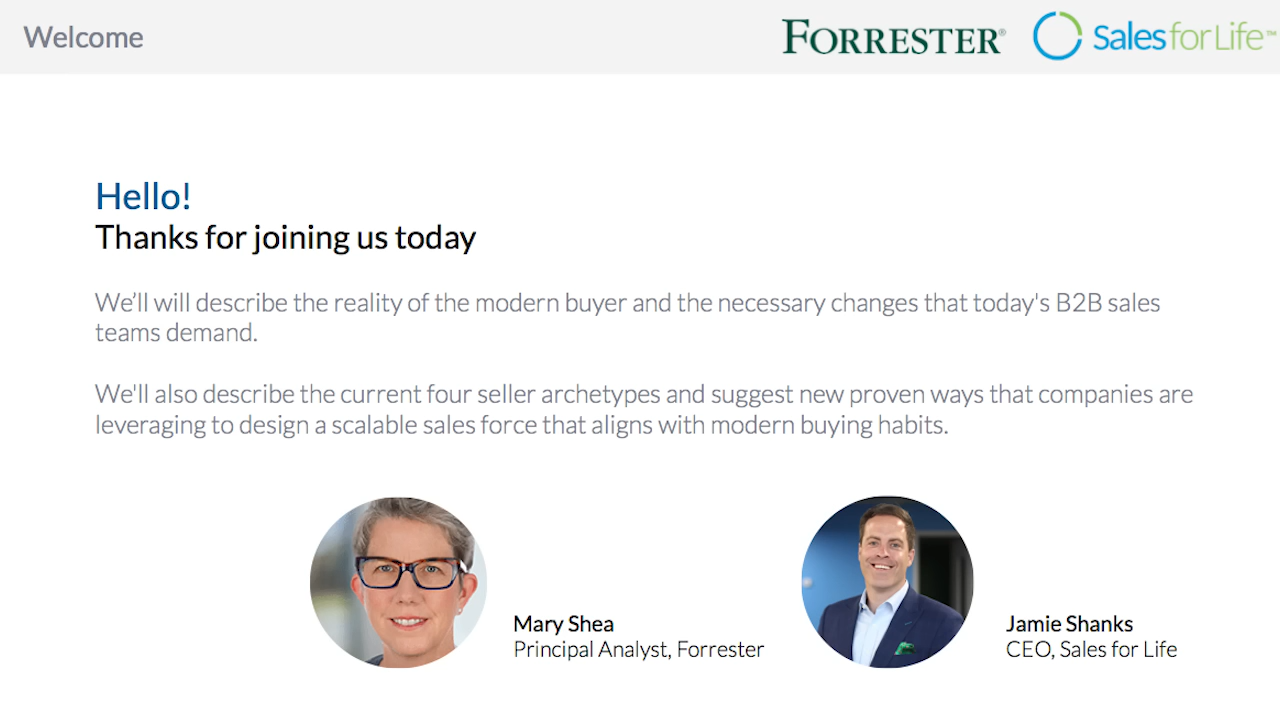 Welcome
FORRESTER®
Sales for Life™
Hello!
Thanks for joining us today
We’ll will describe the reality of the modern buyer and the necessary changes that today's B2B sales
teams demand.
We'll also describe the current four seller archetypes and suggest new proven ways that companies are
leveraging to design a scalable sales force that aligns with modern buying habits.
Mary Shea
Principal Analyst, Forrester
Jamie Shanks
CEO, Sales for Life